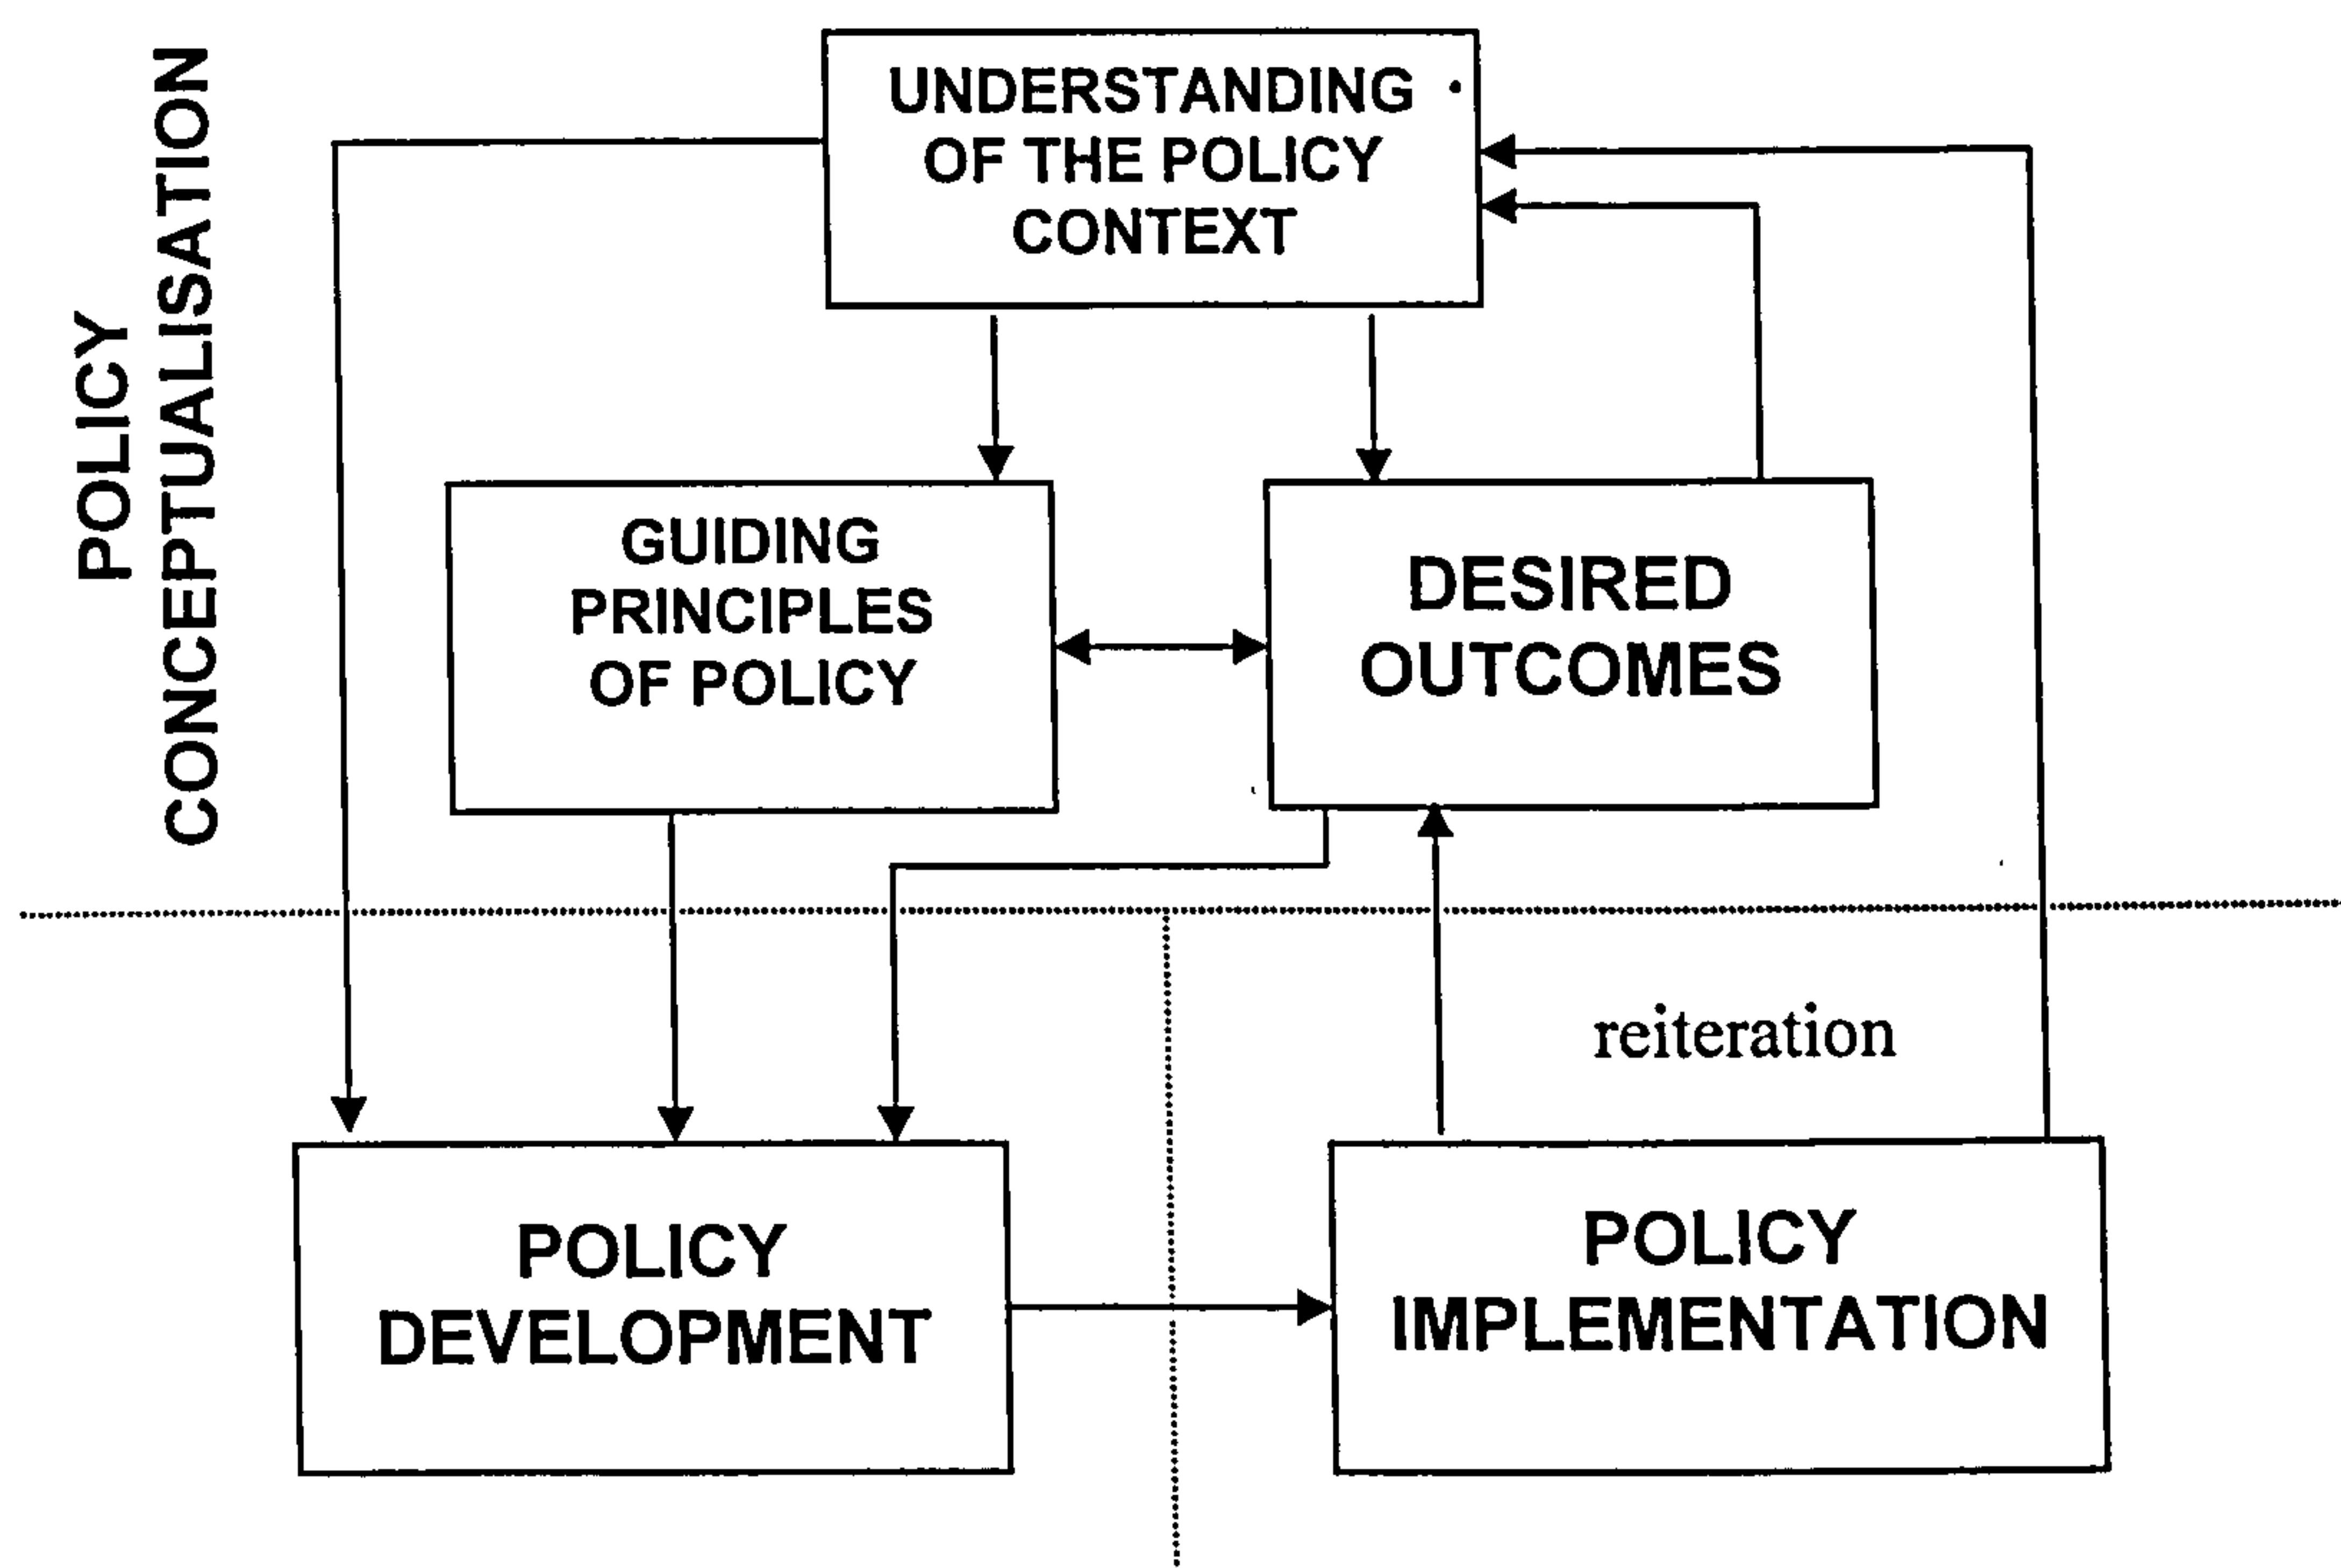 POLICY
CONCEPTUALISATION
UNDERSTANDING
OF THE POLICY
CONTEXT
GUIDING
PRINCIPLES
OF POLICY
DESIRED
OUTCOMES
reiteration
POLICY
DEVELOPMENT
POLICY
IMPLEMENTATION